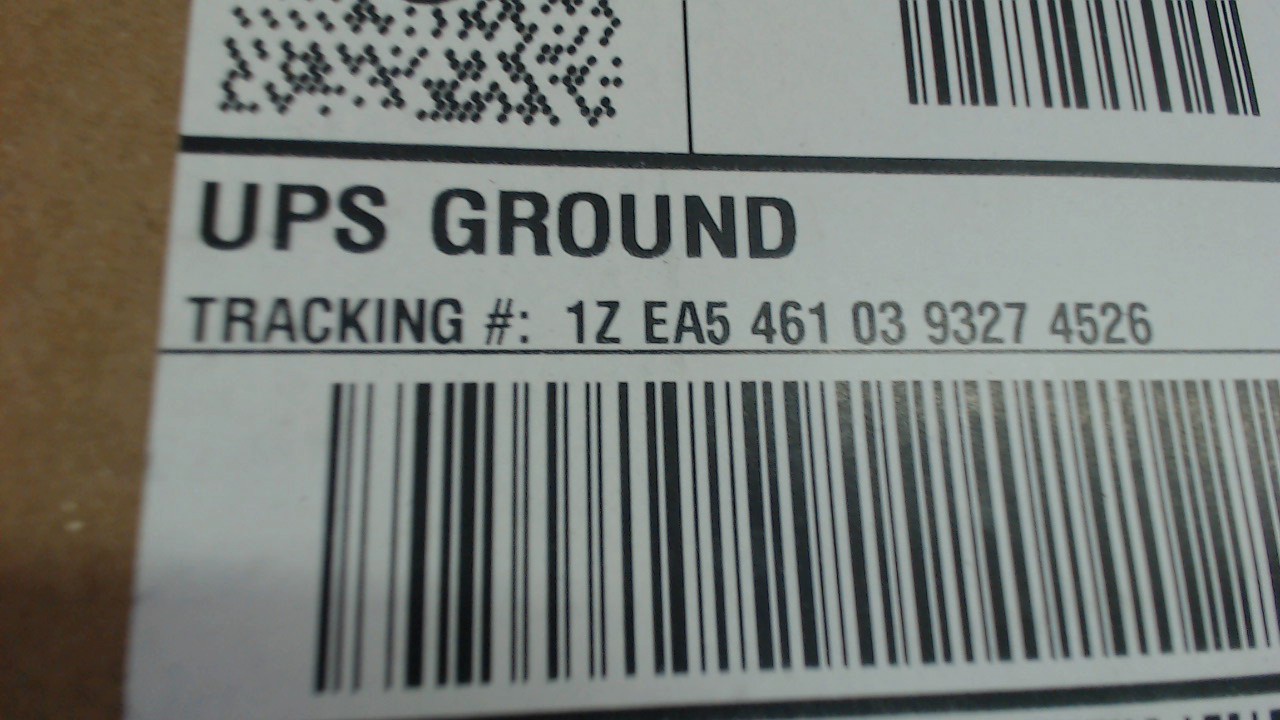 UPS GROUND
TRACKING #: 1Z EA5 461 03 9327 4526